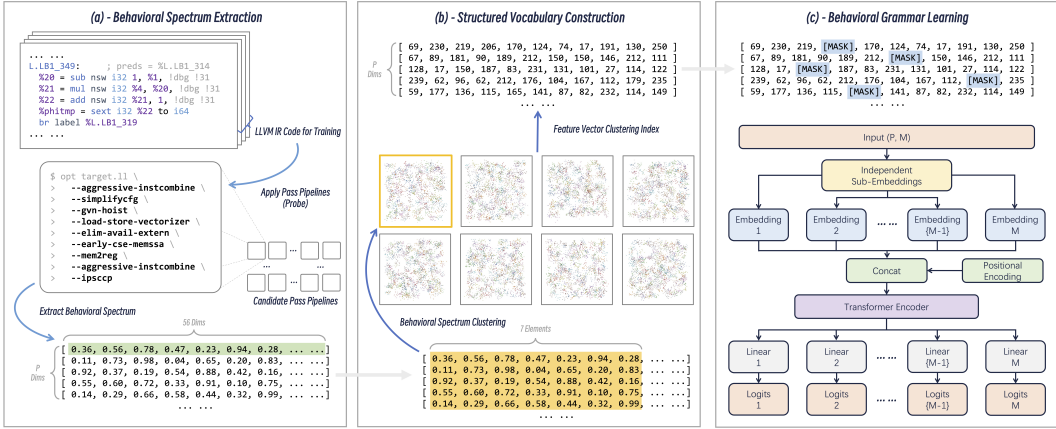 (a) - Behavioral Spectrum Extraction
... ...
L.LB1_349: ; preds = %L.LB1_314
%20 = sub nsw i32 1, %1, !dbg !31
%21 = mul nsw i32 %4, %20, !dbg !31
%22 = add nsw i32 %21, 1, !dbg !31
%phitmp = sext i32 %22 to i64
br label %L.LB1_319
... ...
LLVM IR Code for Training
$ opt target.ll \
> --aggressive-instcombine \
> --simplifycfg \
> --gvn-hoist \
> --load-store-vectorizer \
> --elim-avail-extern \
> --early-cse-memssa \
> --mem2reg \
> --aggressive-instcombine \
> --ipsccp
Apply Pass Pipelines
(Probe)
...
... ...
...
Candidate Pass Pipelines
Extract Behavioral Spectrum
56 Dims
P
Dims
[ 0.36, 0.56, 0.78, 0.47, 0.23, 0.94, 0.28, ... ...]
[ 0.11, 0.73, 0.98, 0.04, 0.65, 0.20, 0.83, ... ...]
[ 0.92, 0.37, 0.19, 0.54, 0.88, 0.42, 0.16, ... ...]
[ 0.55, 0.60, 0.72, 0.33, 0.91, 0.10, 0.75, ... ...]
[ 0.14, 0.29, 0.66, 0.58, 0.44, 0.32, 0.99, ... ...]
... ...
(b) - Structured Vocabulary Construction
P
Dims
[ 69, 230, 219, 206, 170, 124, 74, 17, 191, 130, 250 ]
[ 67, 89, 181, 90, 189, 212, 111, 150, 146, 212, 111 ]
[ 128, 17, 150, 187, 83, 231, 131, 101, 27, 114, 122 ]
[ 239, 62, 96, 62, 212, 176, 104, 167, 112, 179, 235 ]
[ 59, 177, 136, 115, 165, 141, 87, 82, 232, 114, 149 ]
... ...
Feature Vector Clustering Index
Behavioral Spectrum Clustering
7 Elements
[ 0.36, 0.56, 0.78, 0.47, 0.23, 0.94, 0.28, ... ...]
[ 0.11, 0.73, 0.98, 0.04, 0.65, 0.20, 0.83, ... ...]
[ 0.92, 0.37, 0.19, 0.54, 0.88, 0.42, 0.16, ... ...]
[ 0.55, 0.60, 0.72, 0.33, 0.91, 0.10, 0.75, ... ...]
[ 0.14, 0.29, 0.66, 0.58, 0.44, 0.32, 0.99, ... ...]
... ...
(c) - Behavioral Grammar Learning
[ 69, 230, 219, [MASK], 170, 124, 74, 17, 191, 130, 250 ]
[ 67, 89, 181, 90, 189, 212, [MASK], 150, 146, 212, 111 ]
[ 128, 17, [MASK], 187, 83, 231, 131, 101, 27, 114, 122 ]
[ 239, 62, 96, 62, 212, 176, 104, 167, 112, [MASK], 235 ]
[ 59, 177, 136, 115, [MASK], 141, 87, 82, 232, 114, 149 ]
... ...
Input (P, M)
Independent
Sub-Embeddings
Embedding
1
Embedding
2
... ...
Embedding
{M-1}
Embedding
M
Concat
Positional
Encoding
Transformer Encoder
Linear
1
Linear
2
... ...
Linear
{M-1}
Linear
M
Logits
1
Logits
2
... ...
Logits
{M-1}
Logits
M